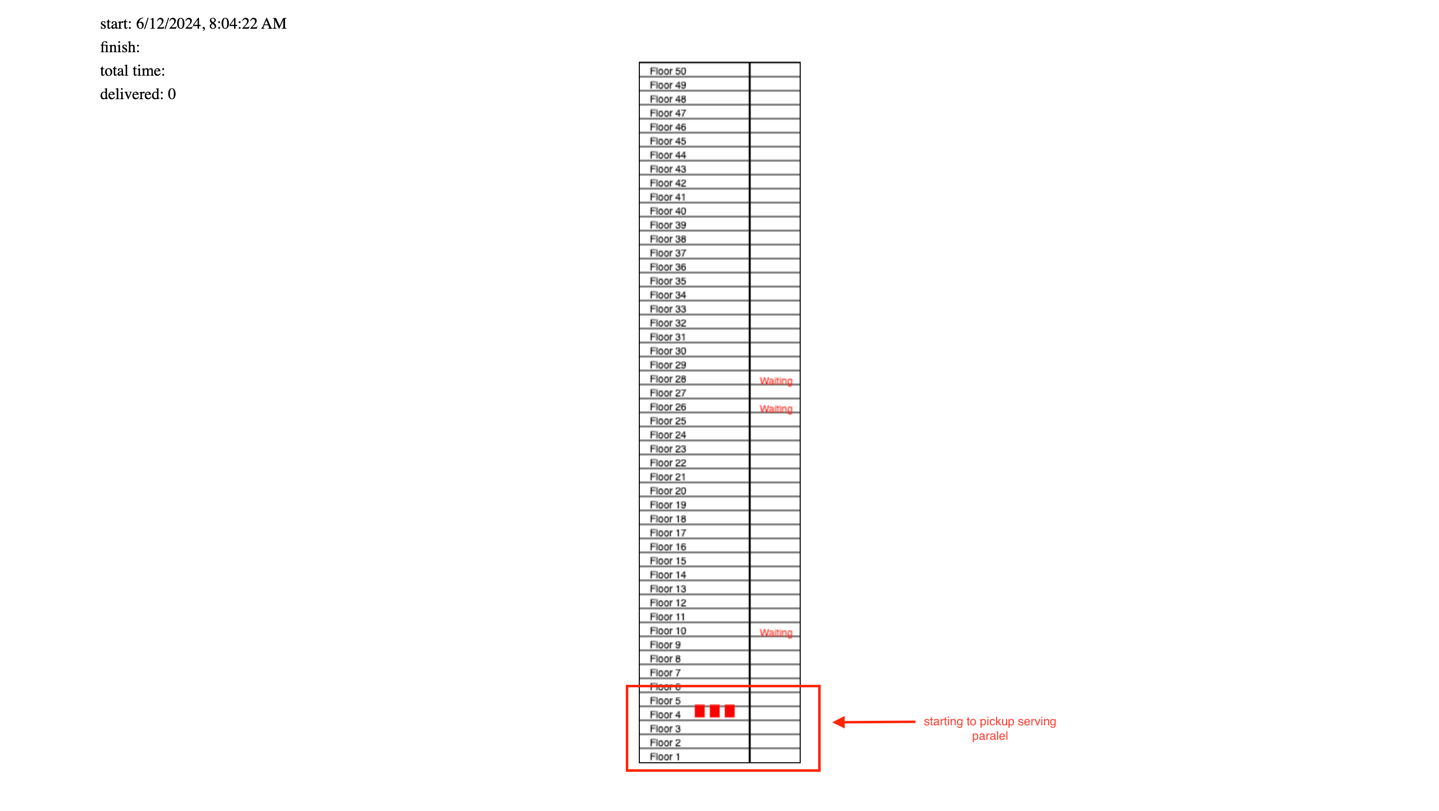 start: 6/12/2024, 8:04:22 AM
finish:
total time:
delivered: 0
Floor 50
Floor 49
Floor 48
Floor 47
Floor 46
Floor 45
Floor 44
Floor 43
Floor 42
Floor 41
Floor 40
Floor 39
Floor 38
Floor 37
Floor 36
Floor 35
Floor 34
Floor 33
Floor 32
Floor 31
Floor 30
Floor 29
Floor 28 Waiting
Floor 27
Floor 26 Waiting
Floor 25
Floor 24
Floor 23
Floor 22
Floor 21
Floor 20
Floor 19
Floor 18
Floor 17
Floor 16
Floor 15
Floor 14
Floor 13
Floor 12
Floor 11
Floor 10 Waiting
Floor 9
Floor 8
Floor 7
Floor 6
Floor 5
Floor 4
Floor 3
Floor 2
Floor 1
starting to pickup serving
paralel